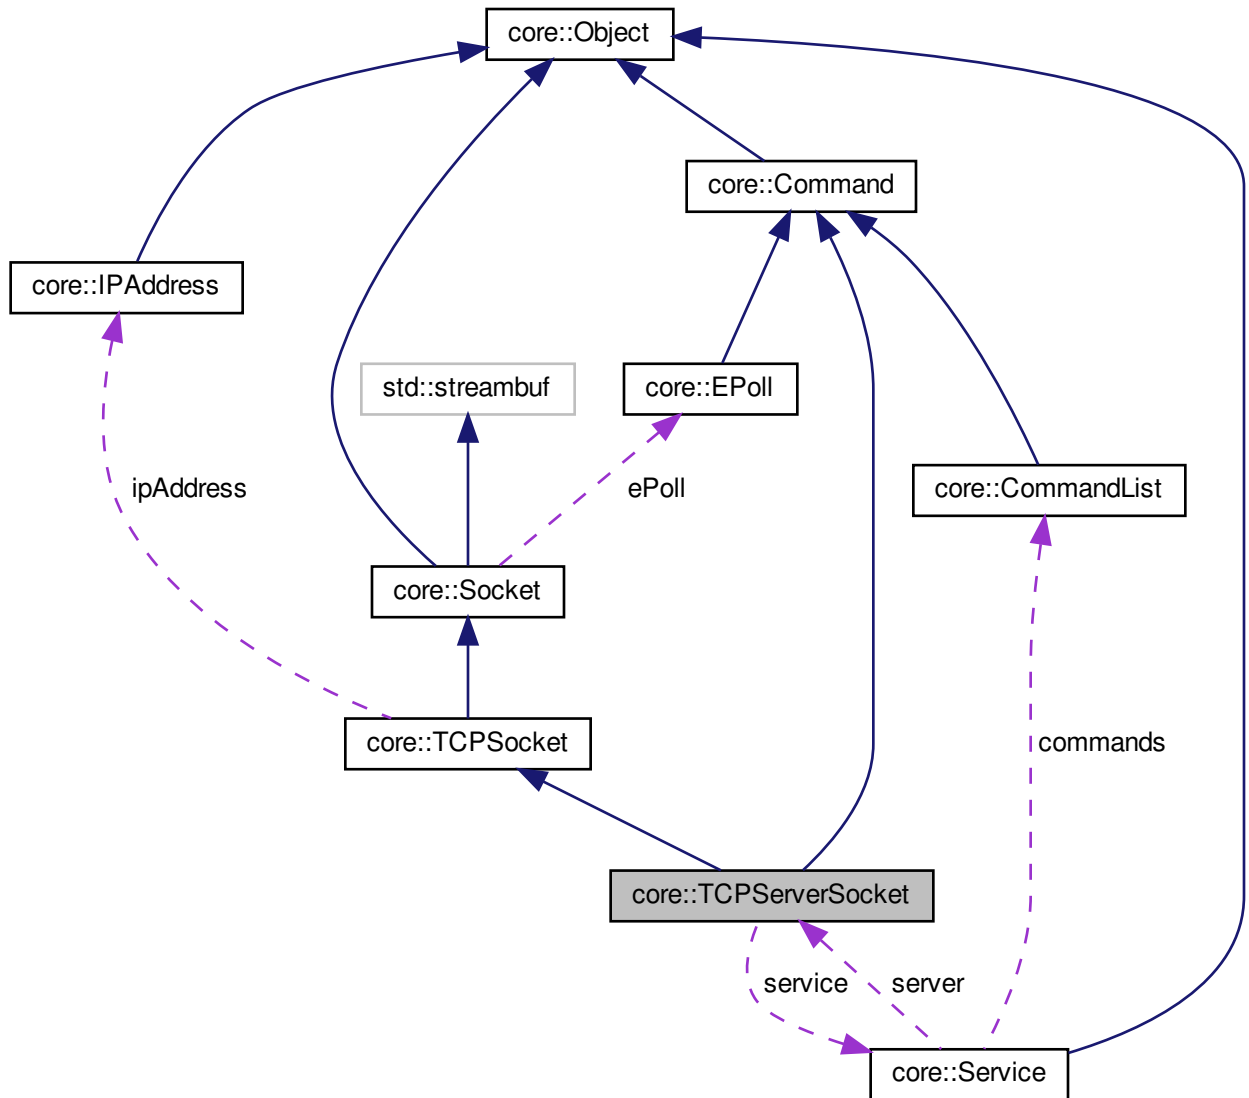 core::Object
core::Command
core::IPAddress
std::streambuf
core::EPoll
ipAddress
ePoll
core::CommandList
core::Socket
core::TCPSocket
commands
core::TCPServerSocket
service
server
core::Service